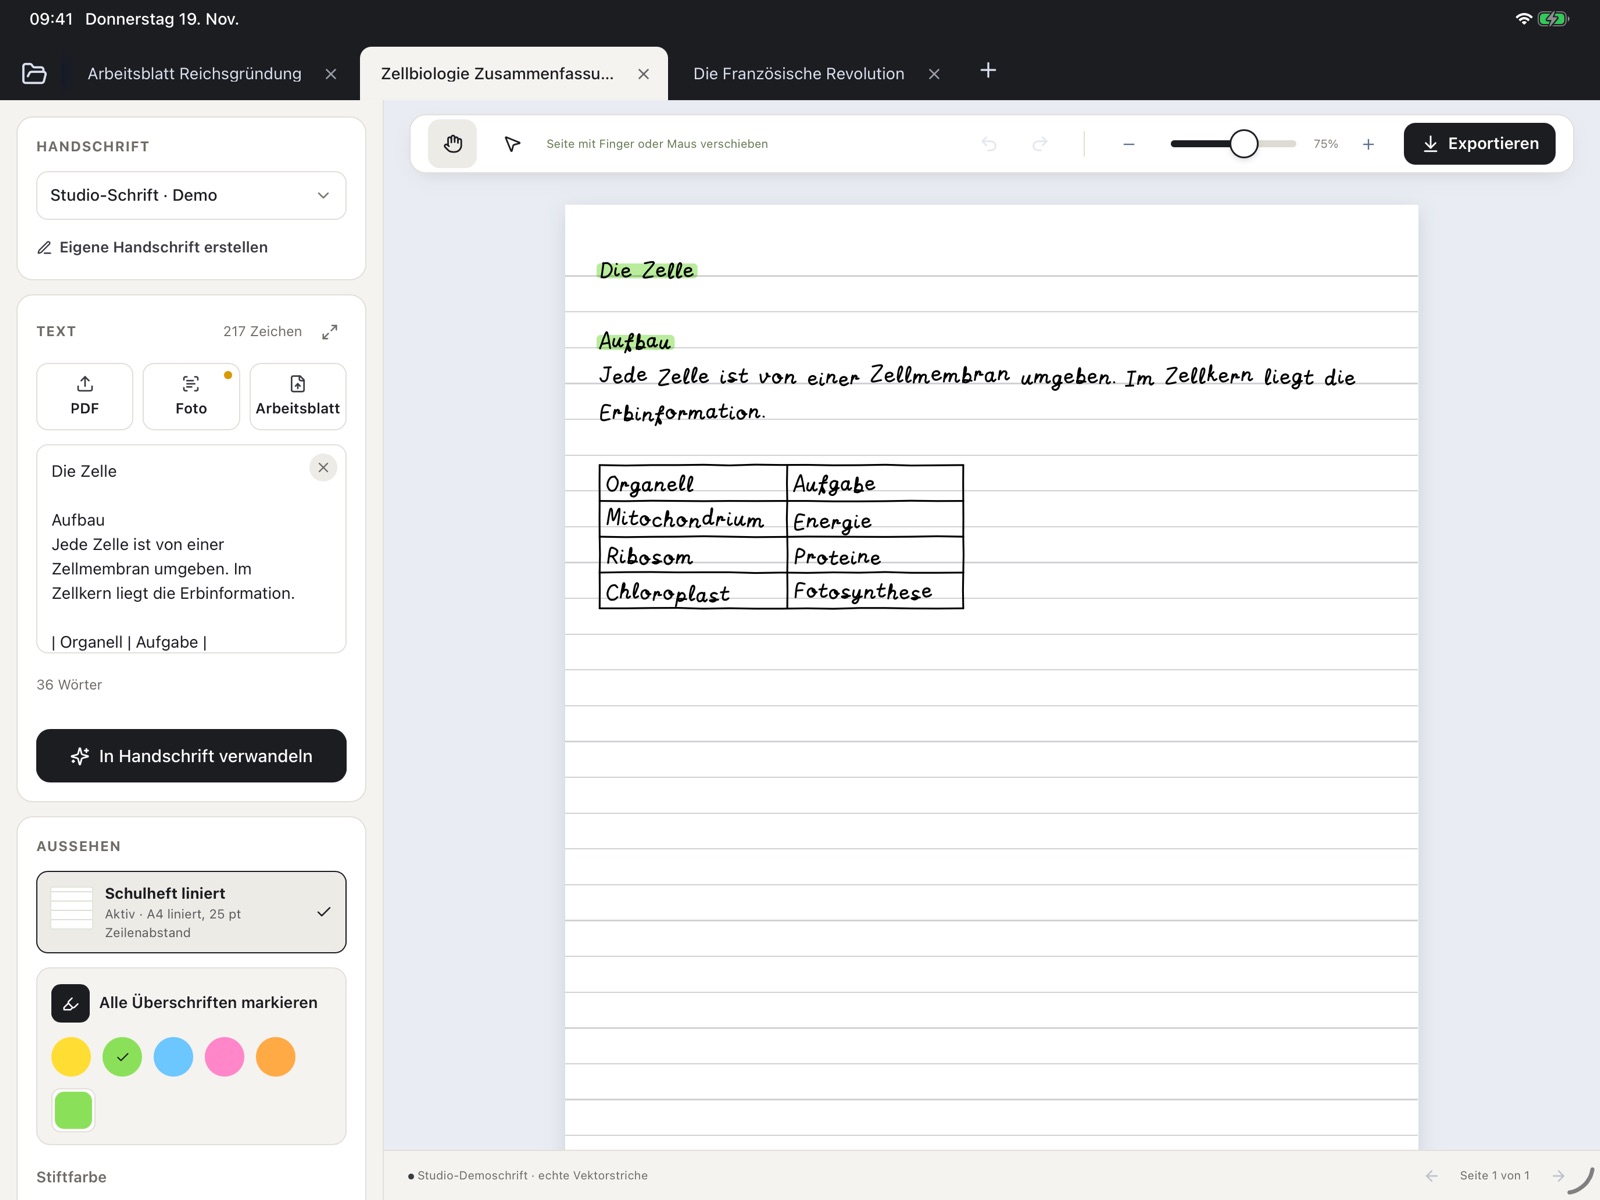 09:41 Donnerstag 19. Nov.
Arbeitsblatt Reichsgründung
Zellbiologie Zusammenfassu...
Die Französische Revolution
HANDSCHRIFT
Studio-Schrift · Demo
Eigene Handschrift erstellen
TEXT
217 Zeichen
PDF
Foto
Arbeitsblatt
Die Zelle
Aufbau
Jede Zelle ist von einer
Zellmembran umgeben. Im
Zellkern liegt die Erbinformation.
| Organell | Aufgabe |
36 Wörter
In Handschrift verwandeln
AUSSEHEN
Schulheft liniert
Aktiv · A4 liniert, 25 pt
Zeilenabstand
Alle Überschriften markieren
Stiftfarbe
Seite mit Finger oder Maus verschieben
75%
Exportieren
Die Zelle
Aufbau
Jede Zelle ist von einer Zellmembran umgeben. Im Zellkern liegt die
Erbinformation.
Organell Aufgabe
Mitochondrium Energie
Ribosom Proteine
Chloroplast Fotosynthese
Studio-Demoschrift · echte Vektorstriche
Seite 1 von 1